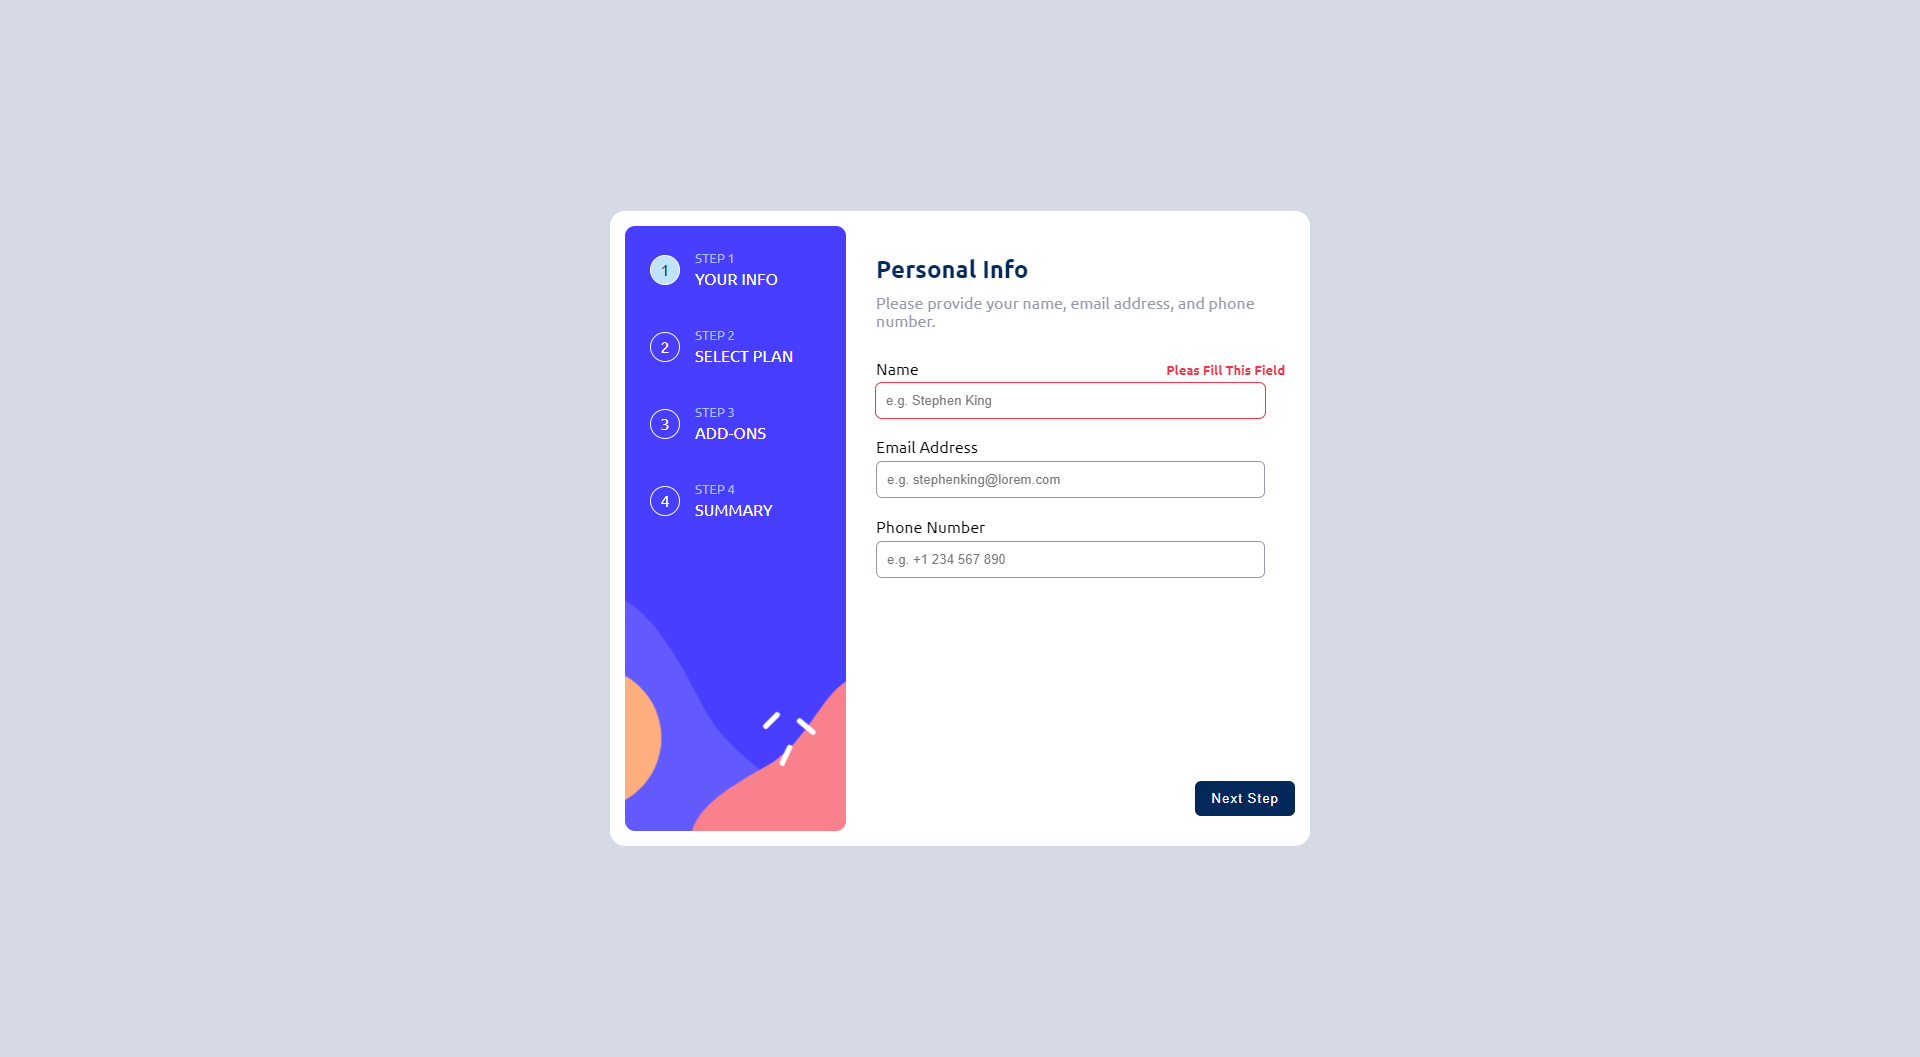 1
STEP 1
YOUR INFO
2
STEP 2
SELECT PLAN
3
STEP 3
ADD-ONS
4
STEP 4
SUMMARY
Personal Info
Please provide your name, email address, and phone
number.
Name
Pleas Fill This Field
e.g. Stephen King
Email Address
e.g. stephenking@lorem.com
Phone Number
e.g. +1 234 567 890
Next Step